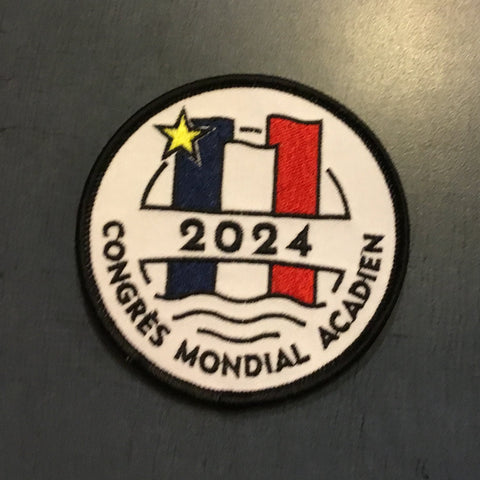 2024
CONGRÈS MONDIAL ACADIEN